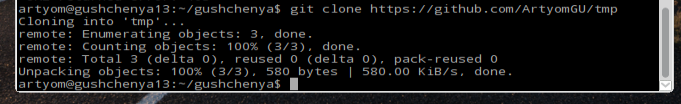 artyom@gushchenya13:~/gushchenya$ git clone https://github.com/ArtyomGU/tmp
Cloning into 'tmp'...
remote: Enumerating objects: 3, done.
remote: Counting objects: 100% (3/3), done.
remote: Total 3 (delta 0), reused 0 (delta 0), pack-reused 0
Unpacking objects: 100% (3/3), 580 bytes | 580.00 KiB/s, done.
artyom@gushchenya13:~/gushchenya$